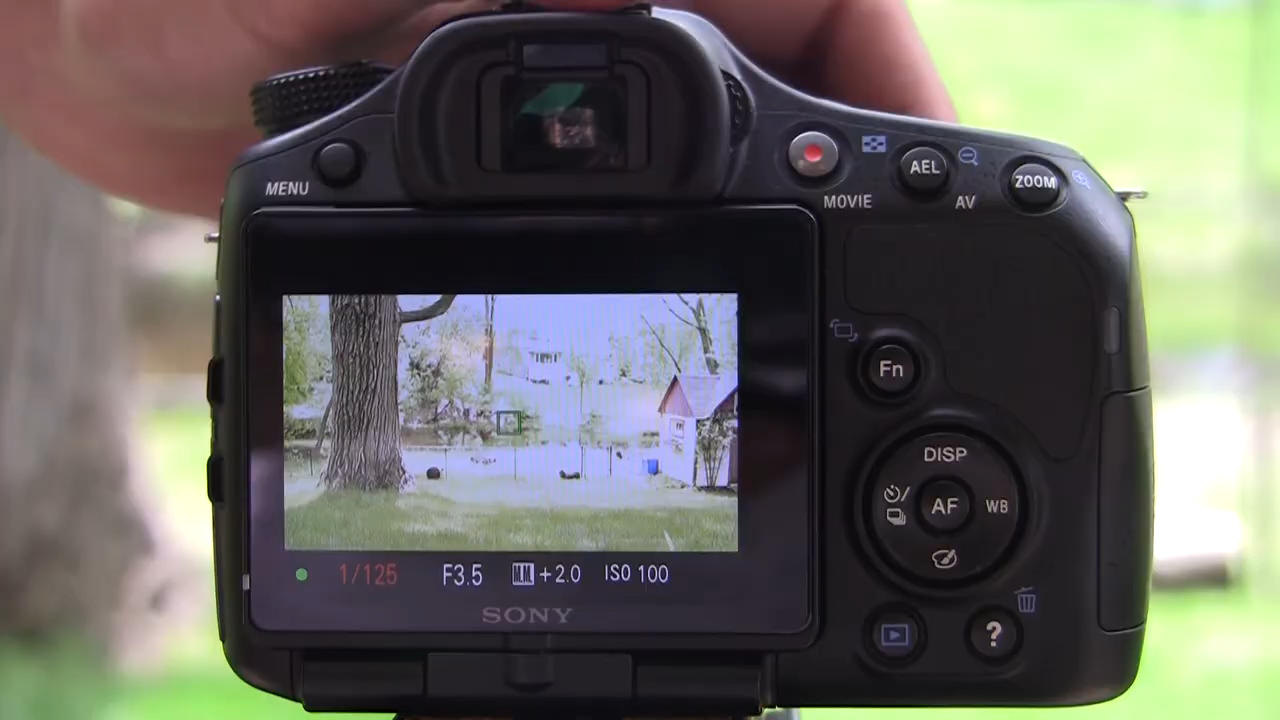 MENU
MOVIE
AEL
AV
ZOOM
Fn
DISP
AF
WB
1/125 F3.5 M.M. +2.0 ISO 100
SONY
?